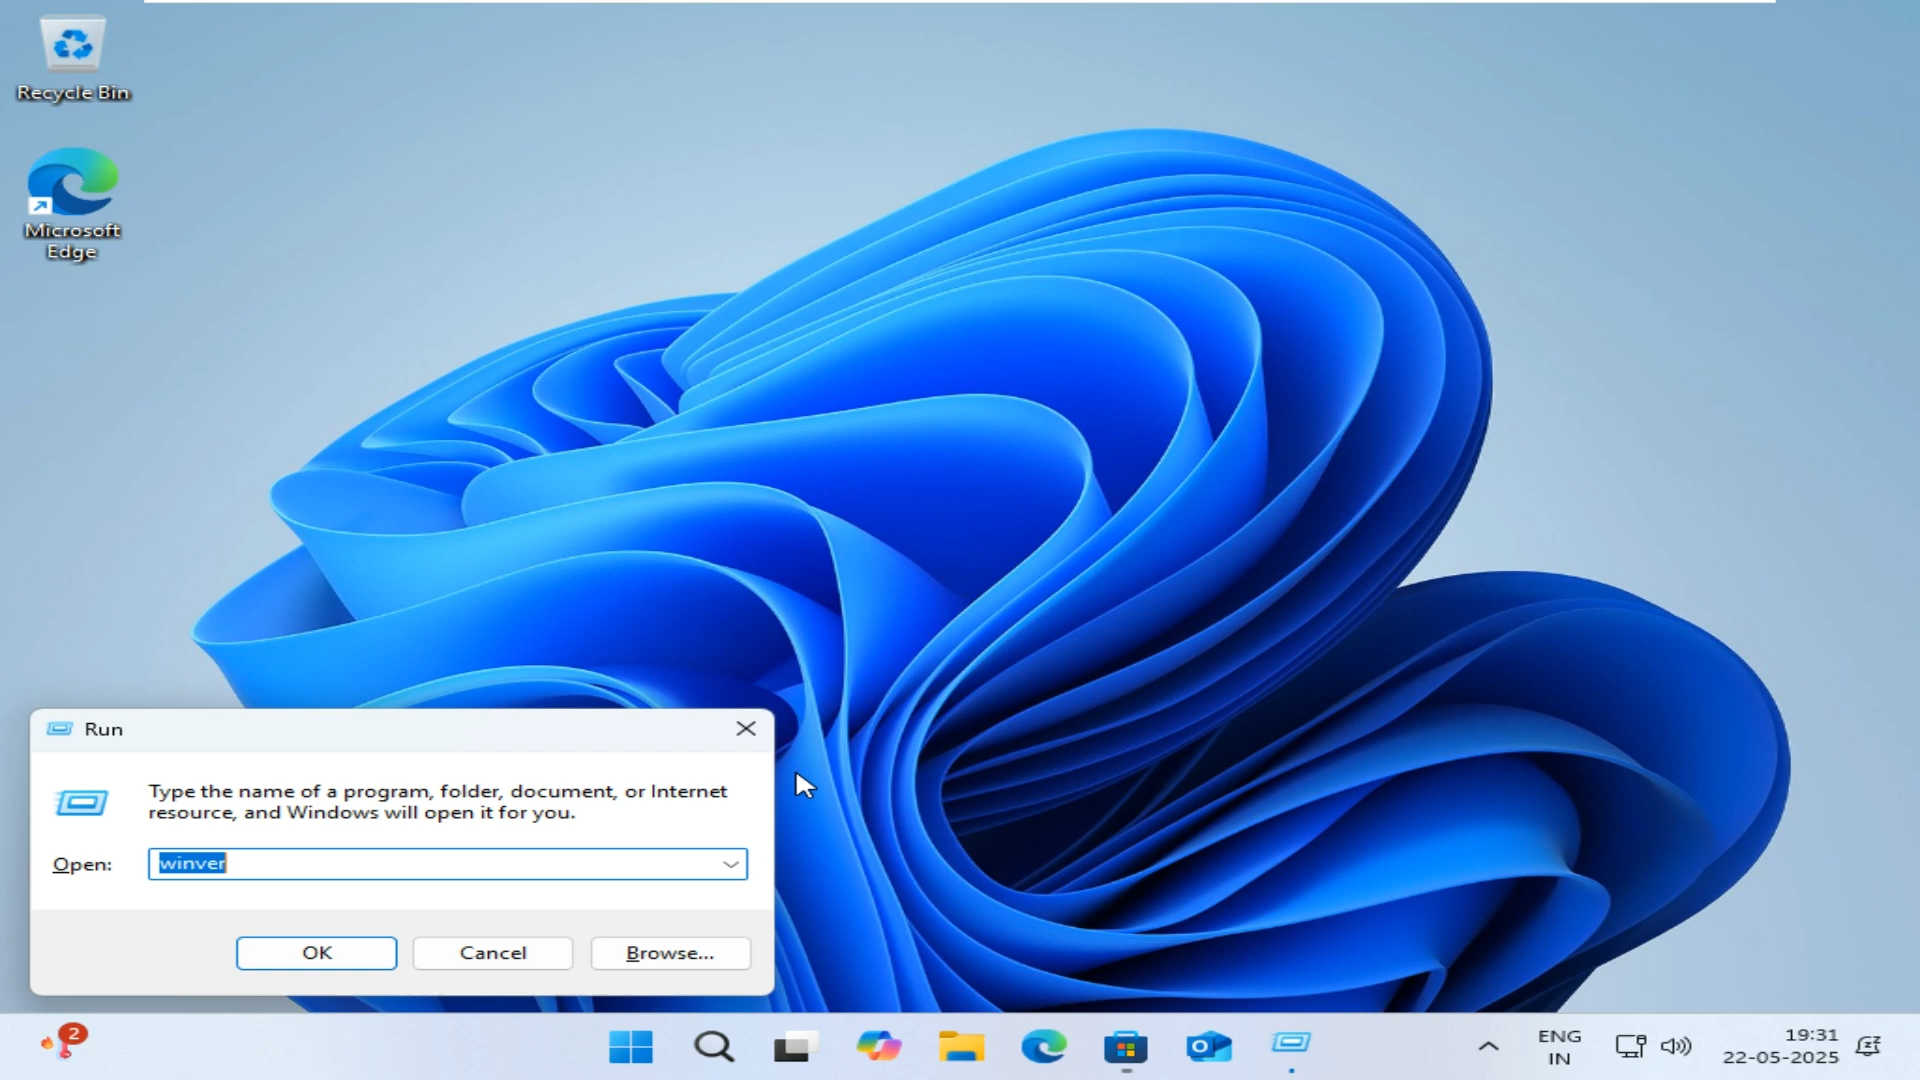 Recycle Bin
Microsoft
Edge
Run
Type the name of a program, folder, document, or Internet
resource, and Windows will open it for you.
Open:
winver
OK
Cancel
Browse...
2
ENG
IN
19:31
22-05-2025